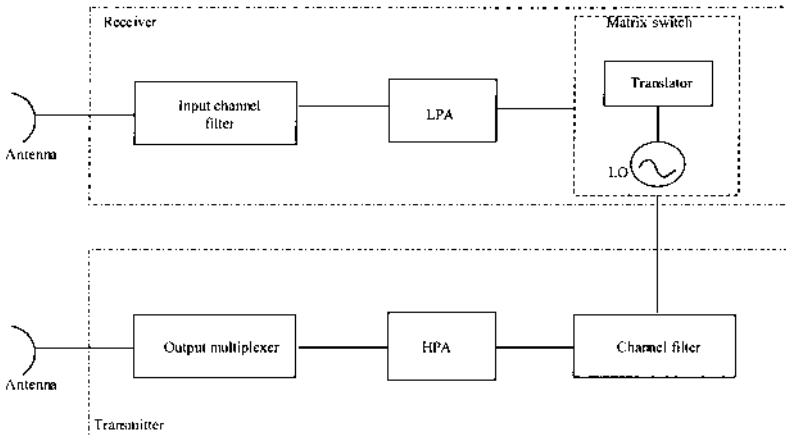 Receiver
Matrix switch
Translator
Input channel
filter
LPA
LO
Antenna
Output multiplexer
HPA
Channel filter
Antenna
Transmitter